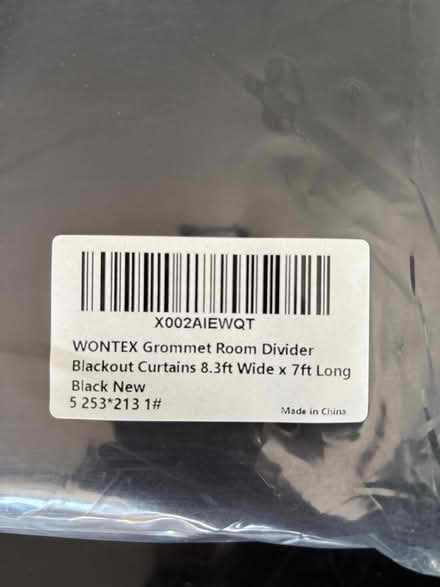 X002AIEWQT
WONTEX Grommet Room Divider
Blackout Curtains 8.3ft Wide x 7ft Long
Black New
5 253*213 1#
Made in China